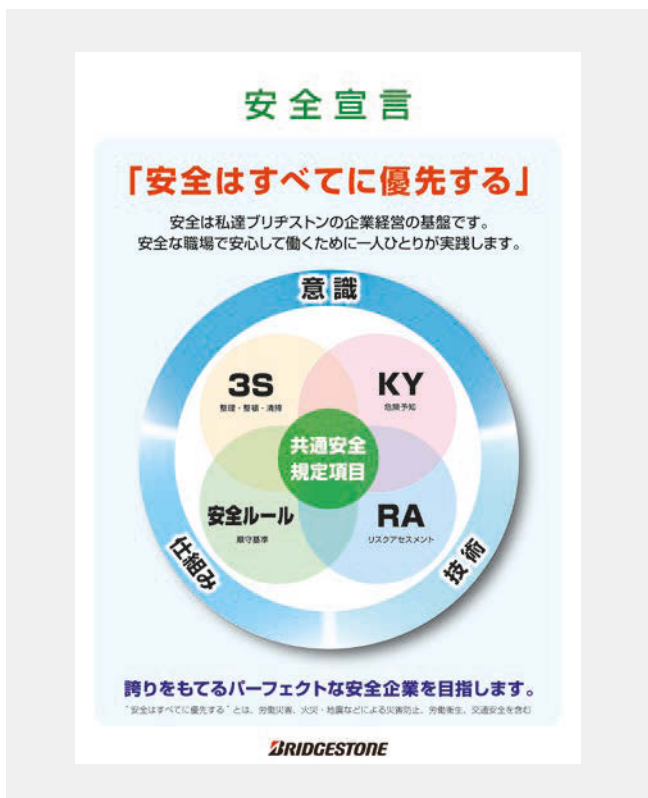 安全宣言
「安全はすべてに優先する」
安全は私達ブリヂストンの企業経営の基盤です。
安全な職場で安心して働くために一人ひとりが実践します。
意識
3S
整理・整頓・清掃
KY
危険予知
共通安全
規定項目
安全ルール
順守基準
RA
リスクアセスメント
仕組み
技術
誇りをもてるパーフェクトな安全企業を目指します。
"安全はすべてに優先する"とは、労働災害、火災・地震などによる災害防止、労働衛生、交通安全を含む
BRIDGESTONE